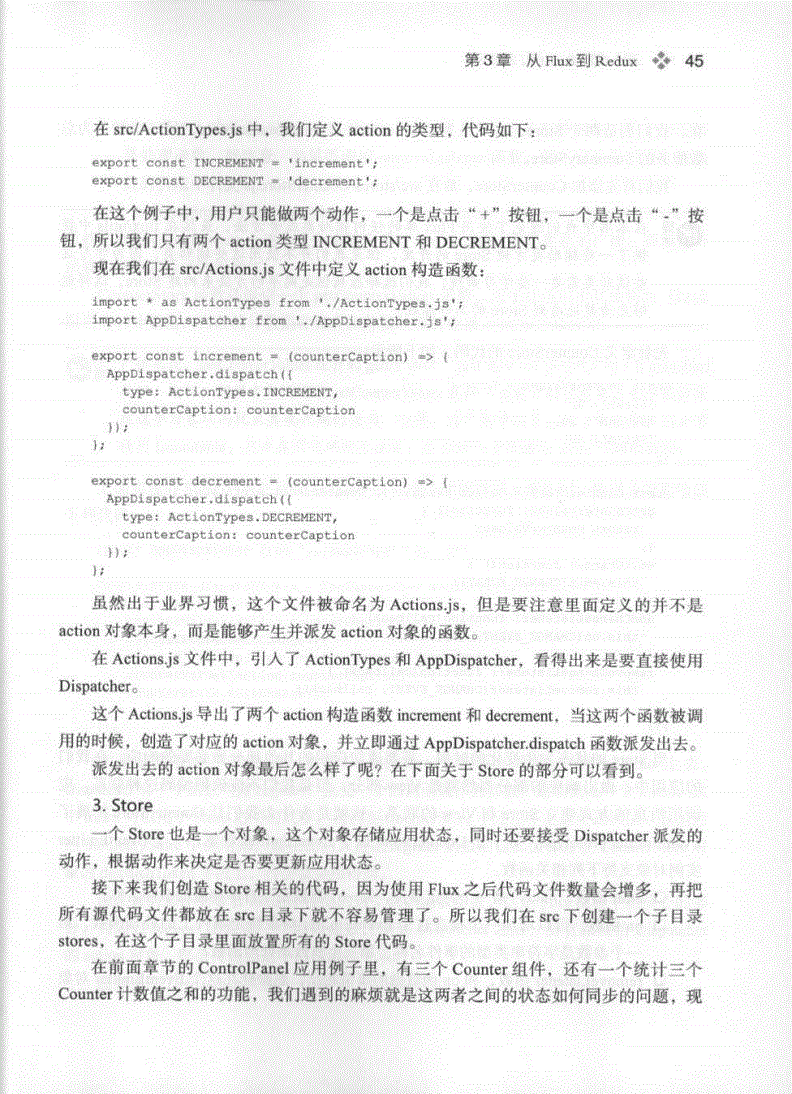 第3章 从 Flux 到 Redux ❖ 45
在 src/ActionTypes.js 中，我们定义 action 的类型，代码如下：
export const INCREMENT = 'increment';
export const DECREMENT = 'decrement';
在这个例子中，用户只能做两个动作，一个是点击“+”按钮，一个是点击“-”按
钮，所以我们只有两个 action 类型 INCREMENT 和 DECREMENT。
现在我们在 src/Actions.js 文件中定义 action 构造函数：
import * as ActionTypes from './ActionTypes.js';
import AppDispatcher from './AppDispatcher.js';
export const increment = (counterCaption) => {
AppDispatcher.dispatch({
type: ActionTypes.INCREMENT,
counterCaption: counterCaption
});
};
export const decrement = (counterCaption) => {
AppDispatcher.dispatch({
type: ActionTypes.DECREMENT,
counterCaption: counterCaption
});
};
虽然出于业界习惯，这个文件被命名为 Actions.js，但是要注意里面定义的并不是
action 对象本身，而是能够产生并派发 action 对象的函数。
在 Actions.js 文件中，引入了 ActionTypes 和 AppDispatcher，看得出来是要直接使用
Dispatcher。
这个 Actions.js 导出了两个 action 构造函数 increment 和 decrement，当这两个函数被调
用的时候，创造了对应的 action 对象，并立即通过 AppDispatcher.dispatch 函数派发出去。
派发出去的 action 对象最后怎么样了呢？在下面关于 Store 的部分可以看到。
3. Store
一个 Store 也是一个对象，这个对象存储应用状态，同时还要接受 Dispatcher 派发的
动作，根据动作来决定是否要更新应用状态。
接下来我们创造 Store 相关的代码，因为使用 Flux 之后代码文件数量会增多，再把
所有源代码文件都放在 src 目录下就不容易管理了。所以我们在 src 下创建一个子目录
stores，在这个子目录里面放置所有的 Store 代码。
在前面章节的 ControlPanel 应用例子里，有三个 Counter 组件，还有一个统计三个
Counter 计数值之和的功能，我们遇到的麻烦就是这两者之间的状态如何同步的问题，现